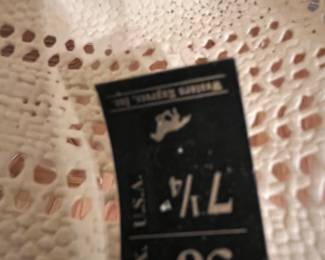 7¼
U.S.A.
Western Express, Inc.